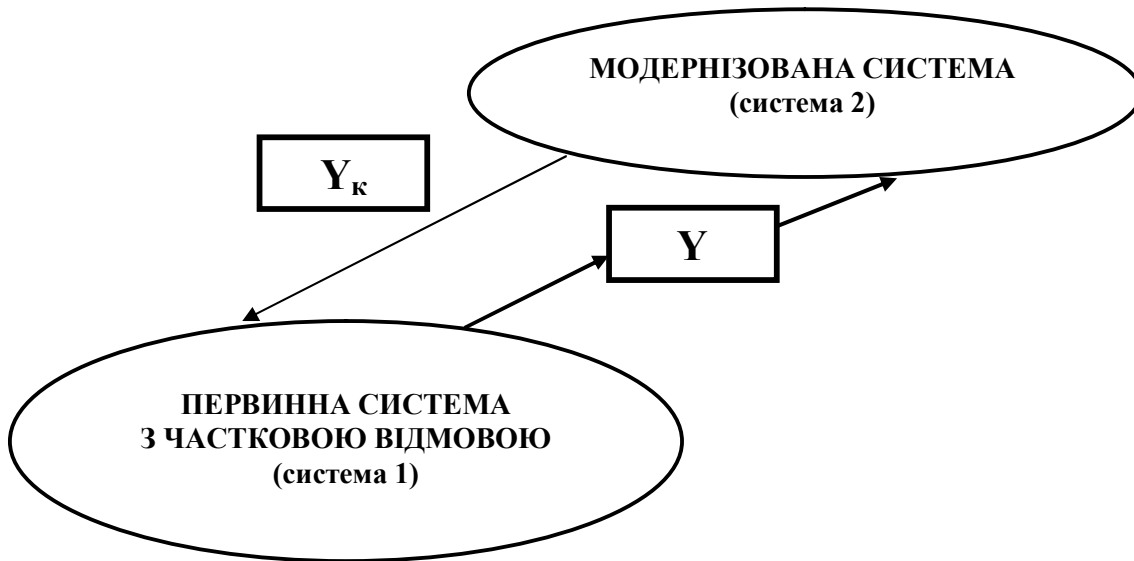 МОДЕРНІЗОВАНА СИСТЕМА
(система 2)
Yк
Y
ПЕРВИННА СИСТЕМА
З ЧАСТКОВОЮ ВІДМОВОЮ
(система 1)